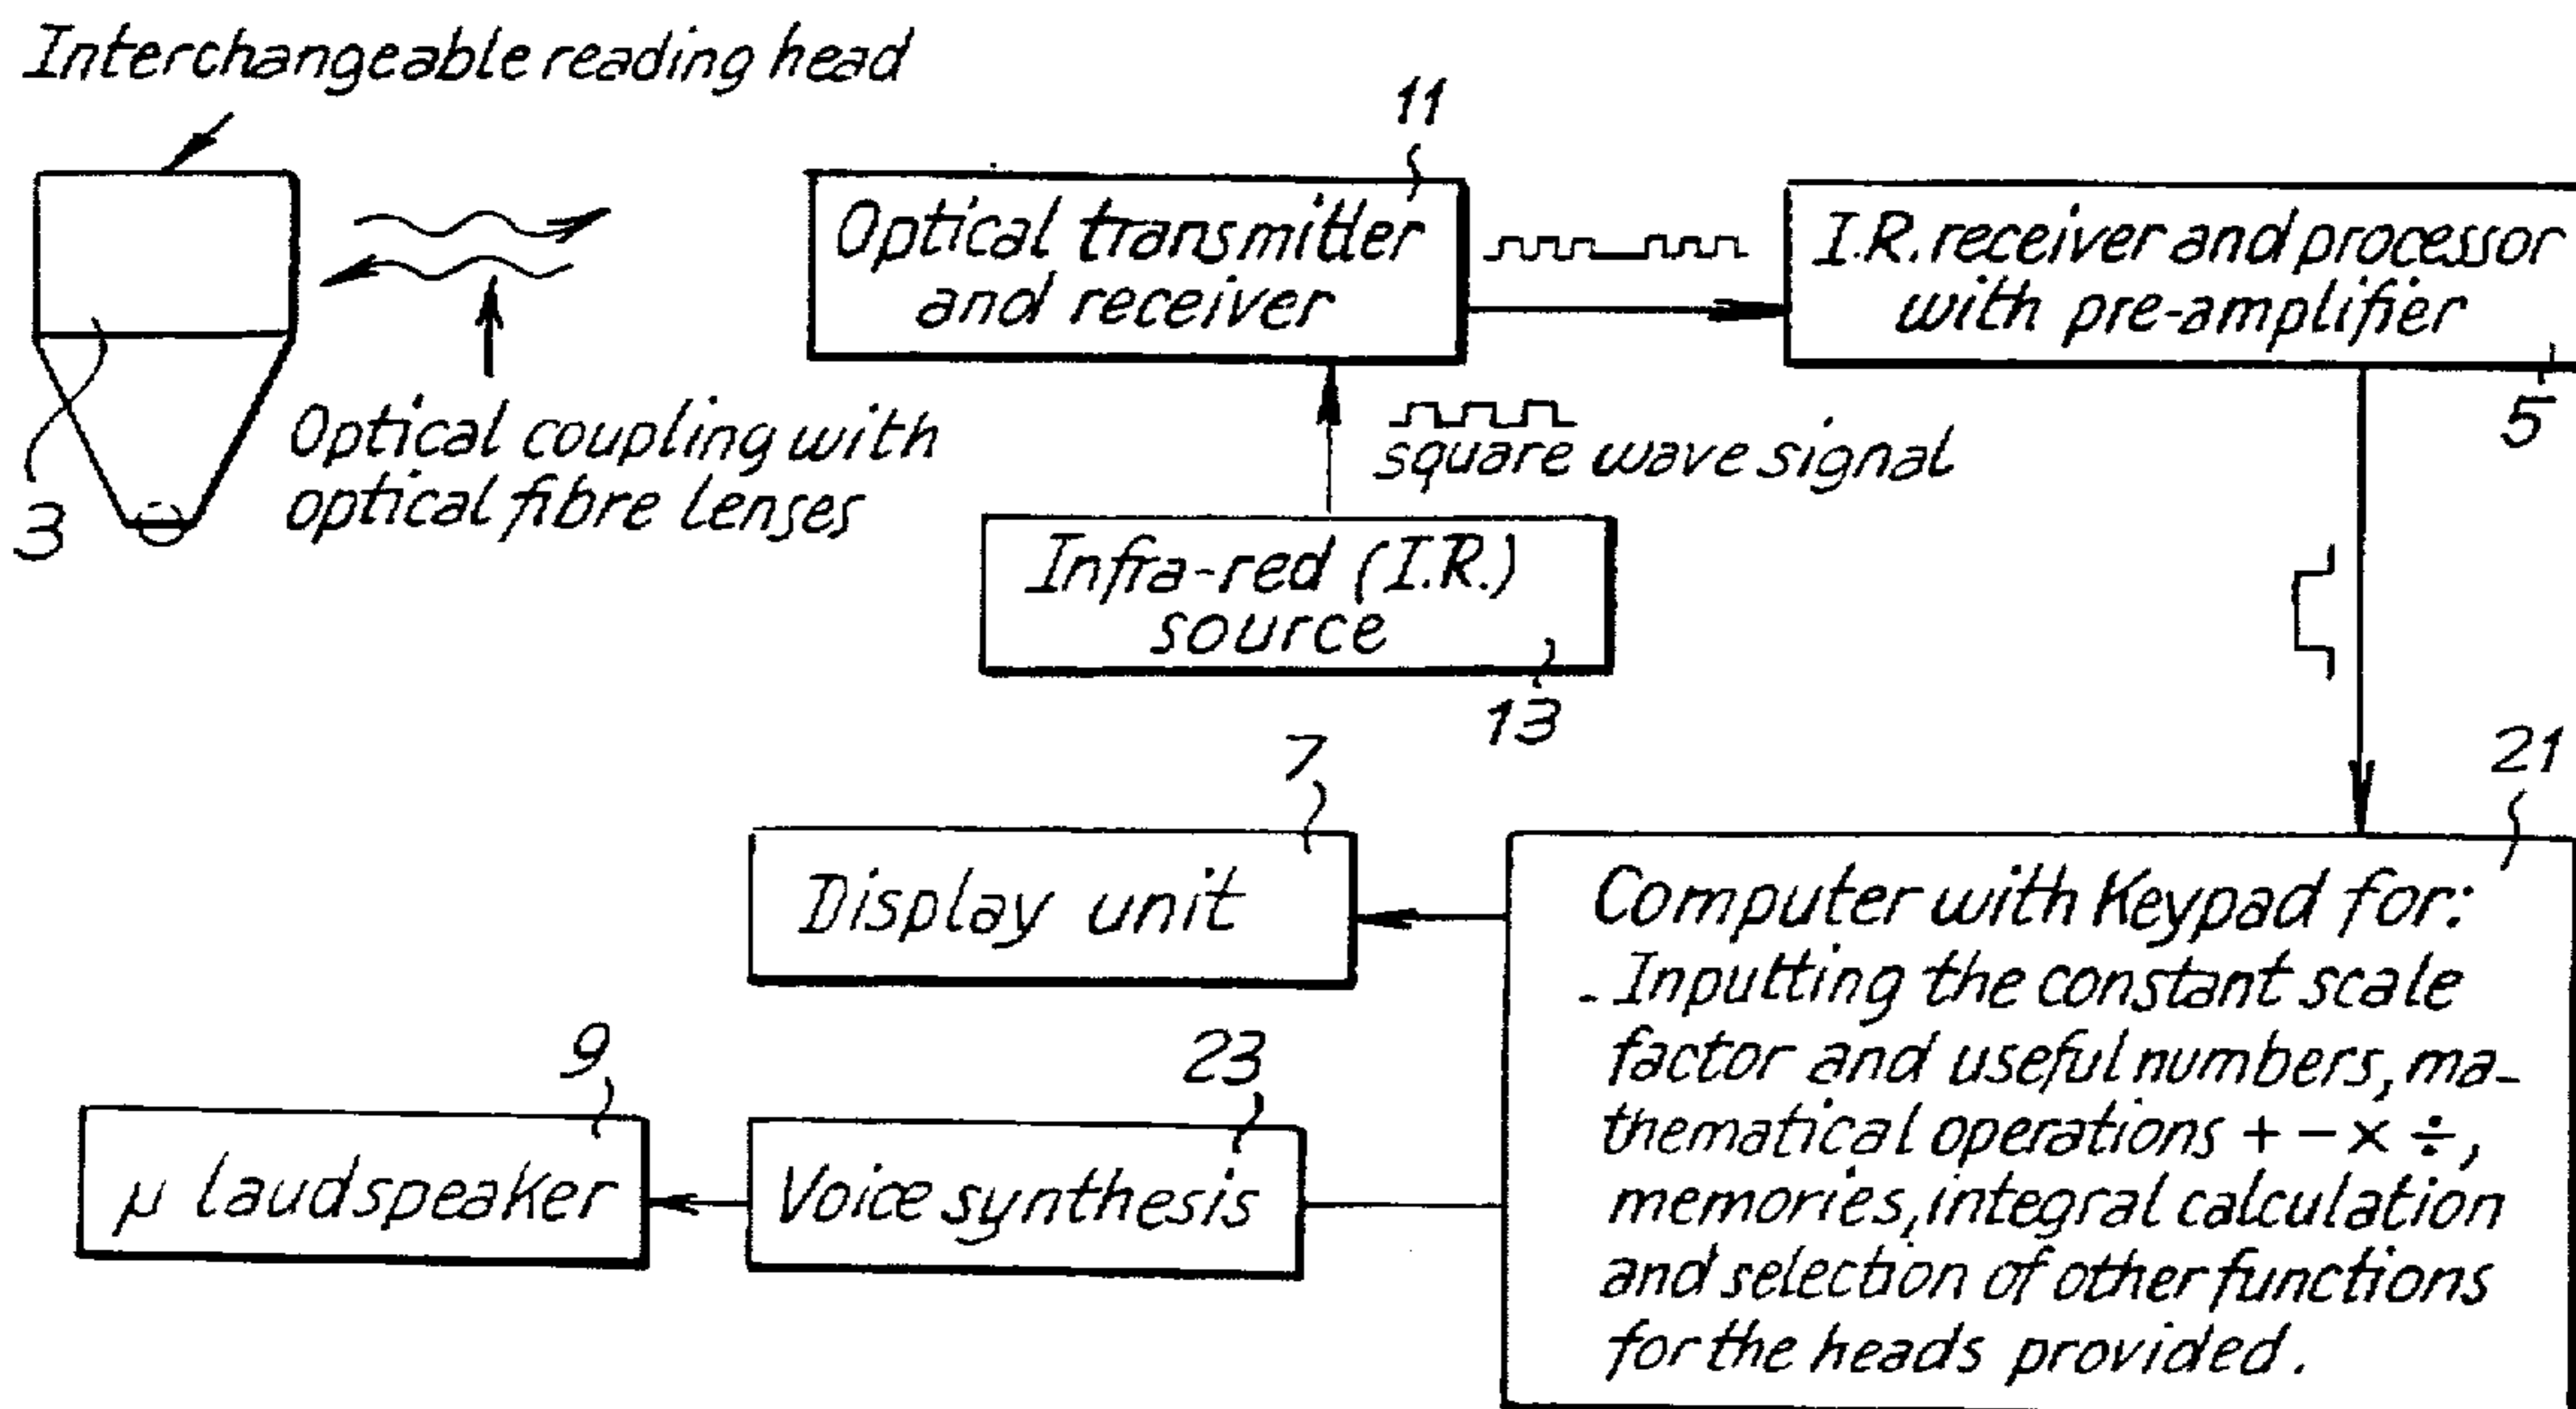 Interchangeable reading head
11
Optical transmitter
and receiver
I.R. receiver and processor
with pre-amplifier
5
Optical coupling with
optical fibre lenses
3
square wave signal
Infra-red (I.R.)
source
13
7
21
Display unit
Computer with Keypad for:
- Inputting the constant scale
factor and useful numbers, ma-
thematical operations + - × ÷,
memories, integral calculation
and selection of other functions
for the heads provided.
9
23
μ laudspeaker
Voice synthesis